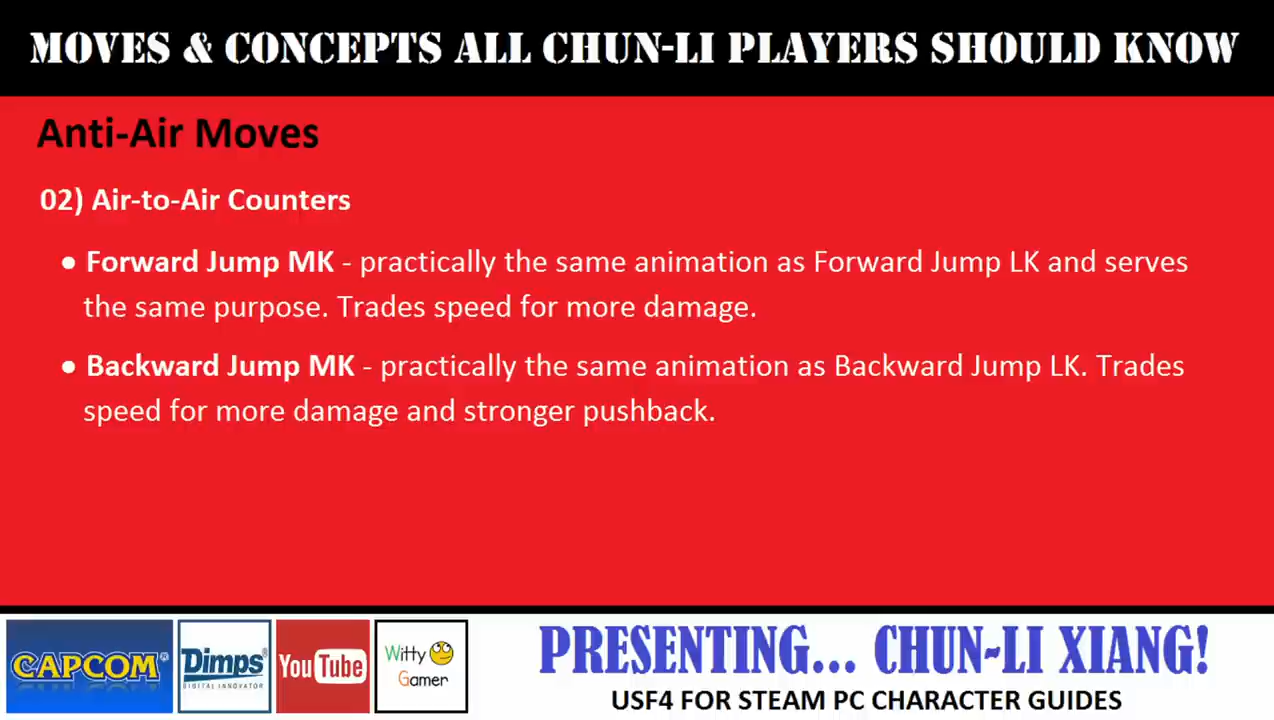 MOVES & CONCEPTS ALL CHUN-LI PLAYERS SHOULD KNOW
Anti-Air Moves
02) Air-to-Air Counters
● Forward Jump MK - practically the same animation as Forward Jump LK and serves
the same purpose. Trades speed for more damage.
● Backward Jump MK - practically the same animation as Backward Jump LK. Trades
speed for more damage and stronger pushback.
CAPCOM®
Dimps®
DIGITAL INNOVATOR
YouTube
Witty
Gamer
PRESENTING... CHUN-LI XIANG!
USF4 FOR STEAM PC CHARACTER GUIDES